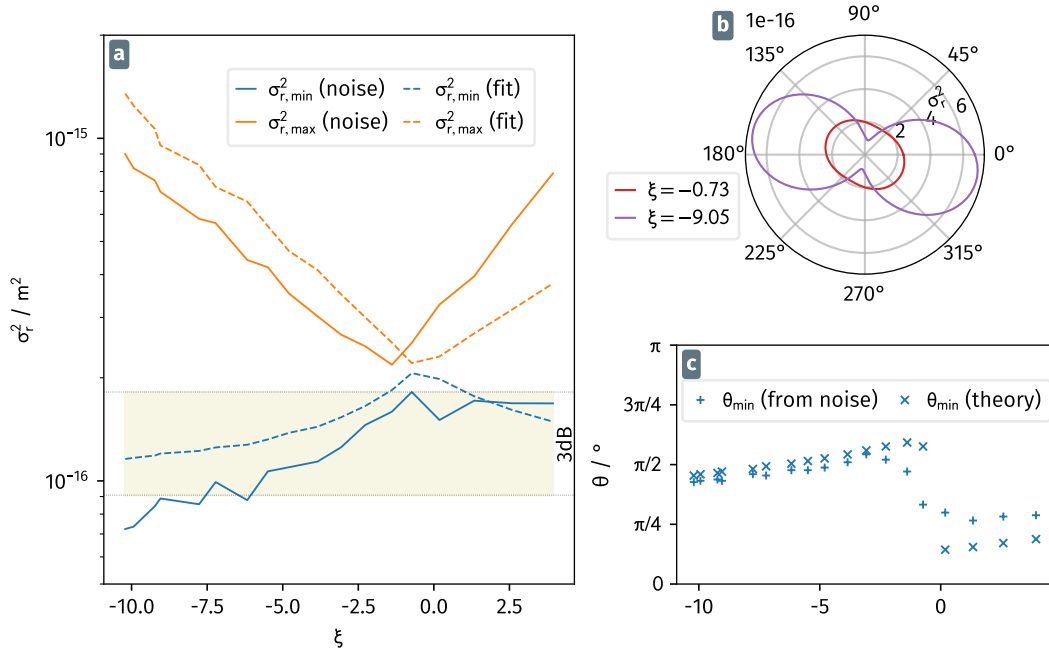 a
σ²r,min (noise)
σ²r,max (noise)
σ²r,min (fit)
σ²r,max (fit)
10⁻¹⁵
10⁻¹⁶
σ²r / m²
3dB
-10.0 -7.5 -5.0 -2.5 0.0 2.5
ξ
b
1e-16
90°
135° 45°
σ²r
2 4 6
180° 0°
225° 315°
270°
ξ = −0.73
ξ = −9.05
c
π
3π/4
π/2
π/4
0
θ / °
θmin (from noise) θmin (theory)
-10 -5 0